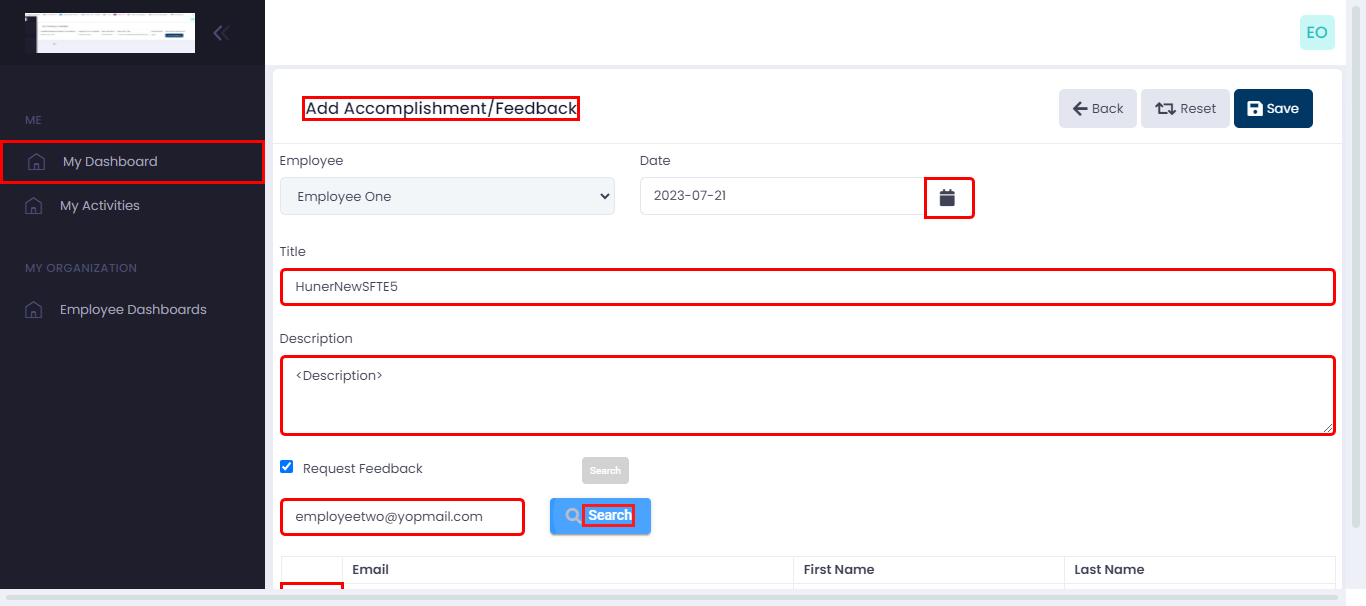 EO
Add Accomplishment/Feedback
Back
Reset
Save
ME
My Dashboard
My Activities
MY ORGANIZATION
Employee Dashboards
Employee
Date
Employee One
2023-07-21
Title
HunerNewSFTE5
Description
<Description>
Request Feedback
Search
employeetwo@yopmail.com
Search
Email
First Name
Last Name